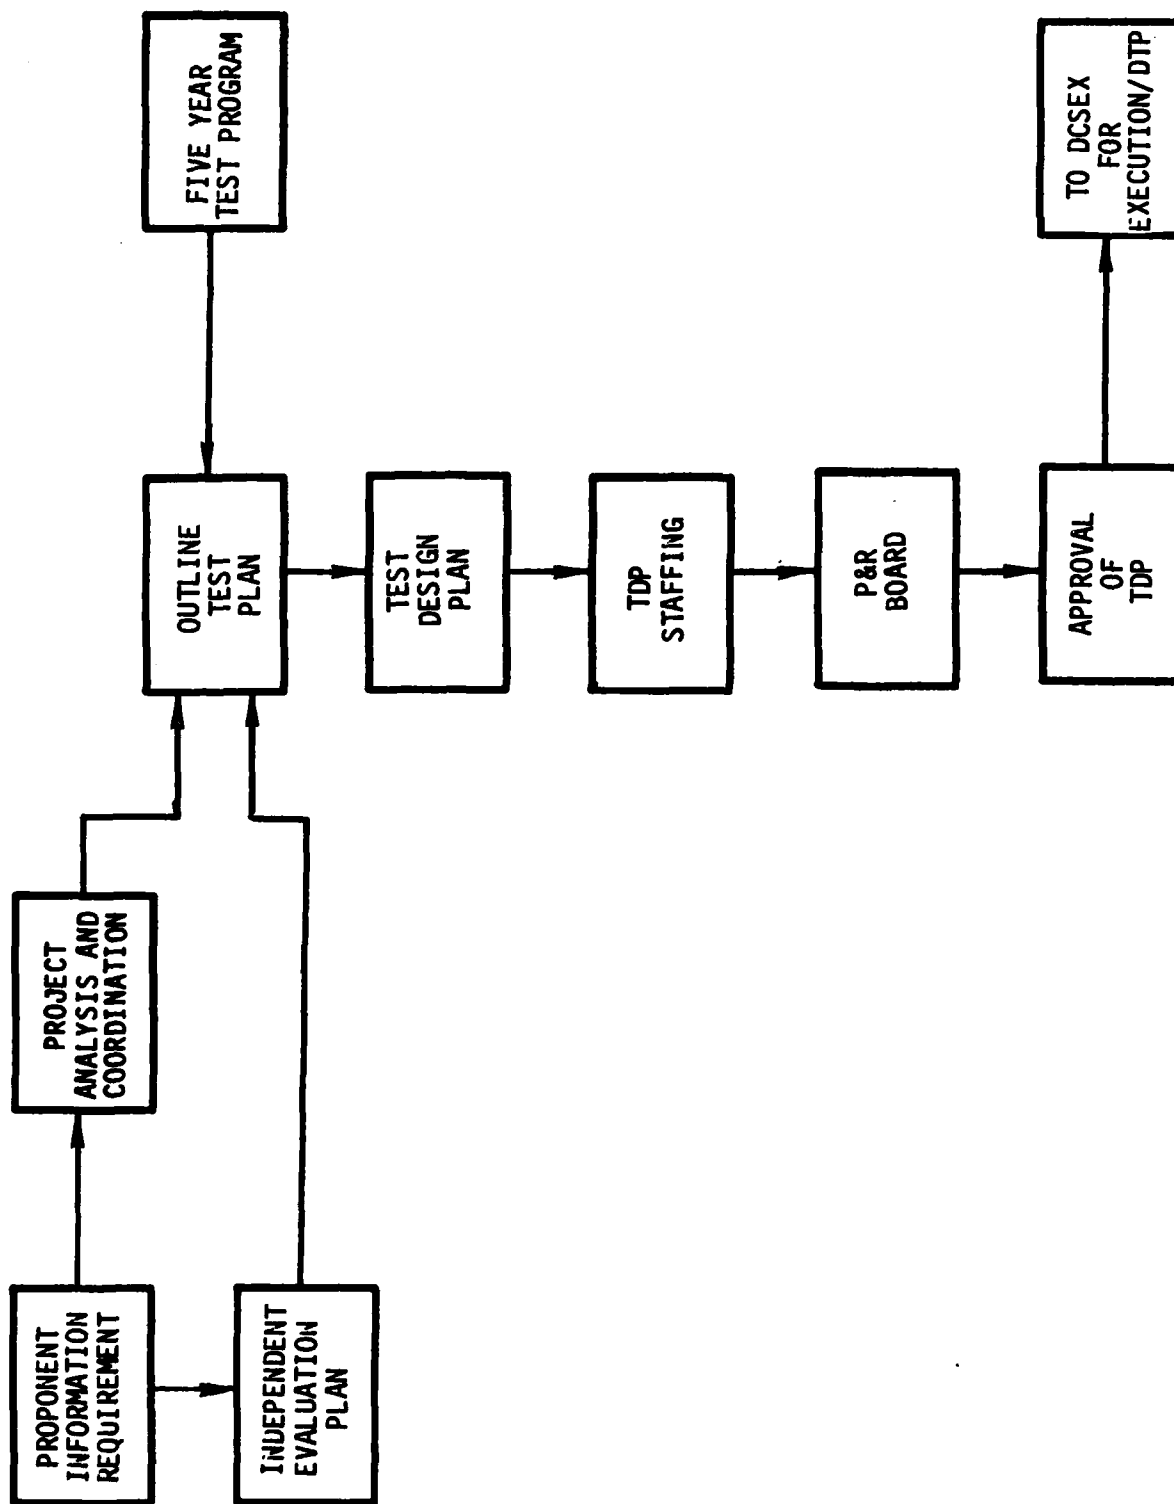 PROPONENT
INFORMATION
REQUIREMENT
PROJECT
ANALYSIS AND
COORDINATION
INDEPENDENT
EVALUATION
PLAN
OUTLINE
TEST
PLAN
FIVE YEAR
TEST PROGRAM
TEST
DESIGN
PLAN
TDP
STAFFING
P&R
BOARD
APPROVAL
OF
TDP
TO DCSEX
FOR
EXECUTION/DTP